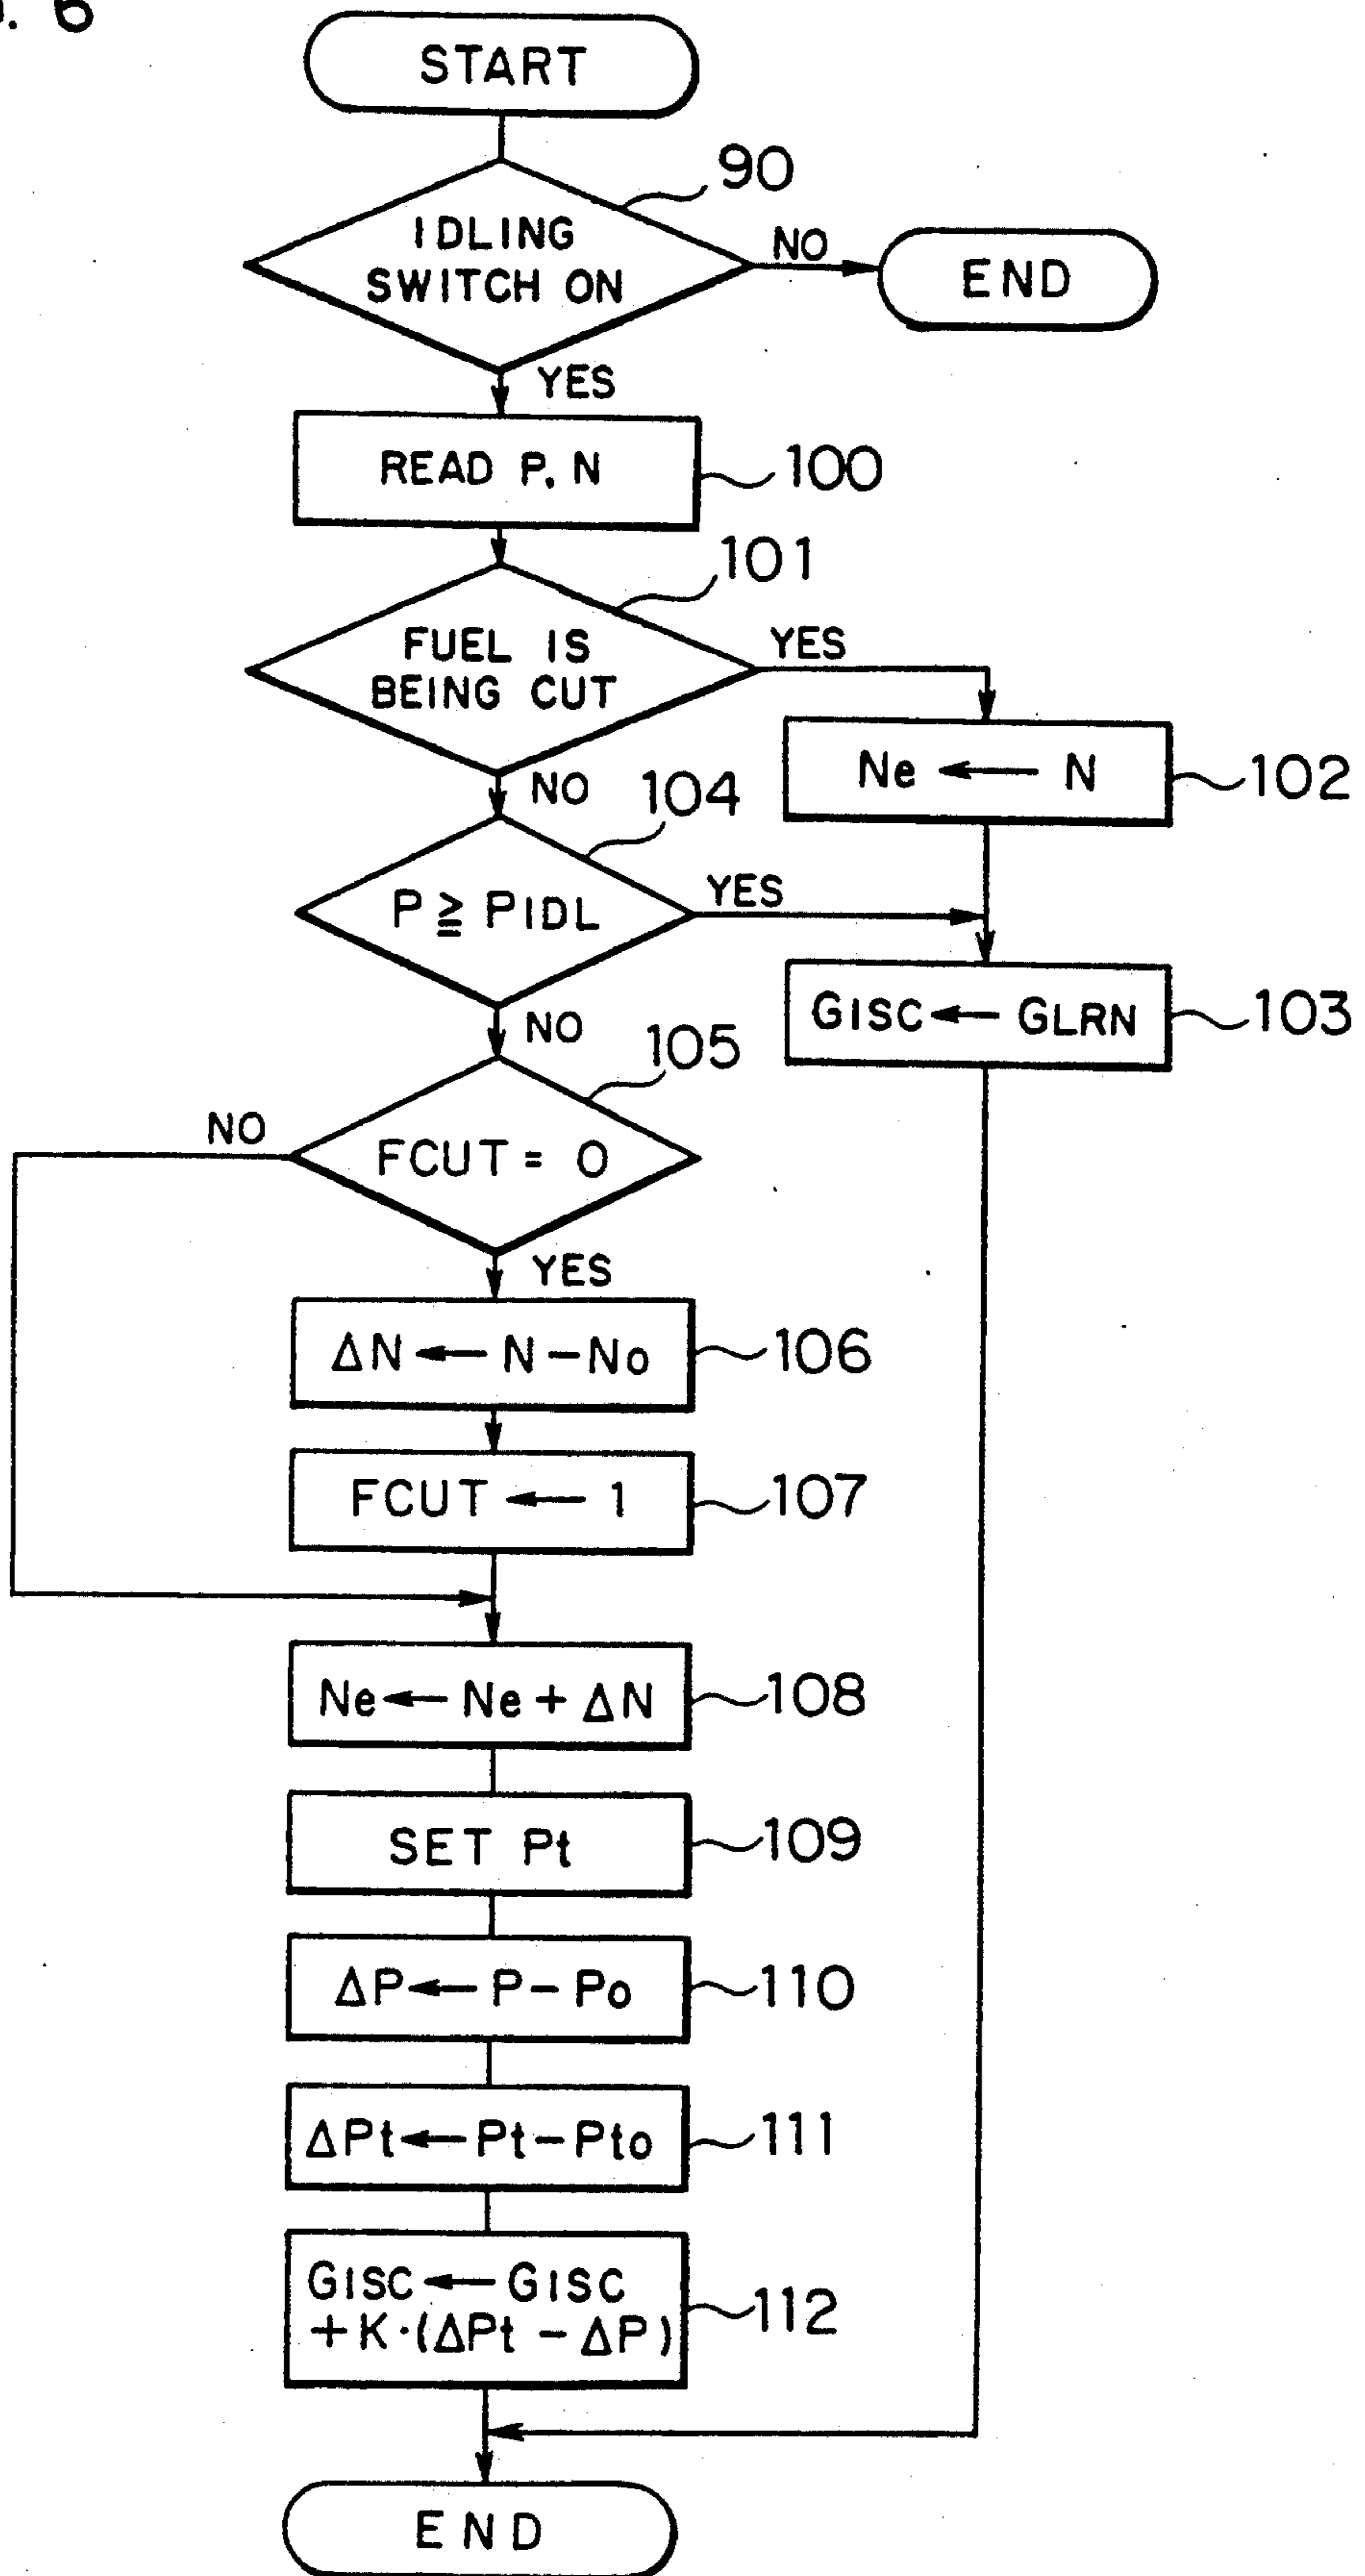 6
START
90
IDLING
SWITCH ON
NO
END
YES
READ P, N
100
101
FUEL IS
BEING CUT
YES
Ne ← N
102
NO
104
P ≧ PIDL
YES
GISC ← GLRN
103
NO
105
NO
FCUT = 0
YES
ΔN ← N − No
106
FCUT ← 1
107
Ne ← Ne + ΔN
108
SET Pt
109
ΔP ← P − Po
110
ΔPt ← Pt − Pto
111
GISC ← GISC
+ K·(ΔPt − ΔP)
112
END